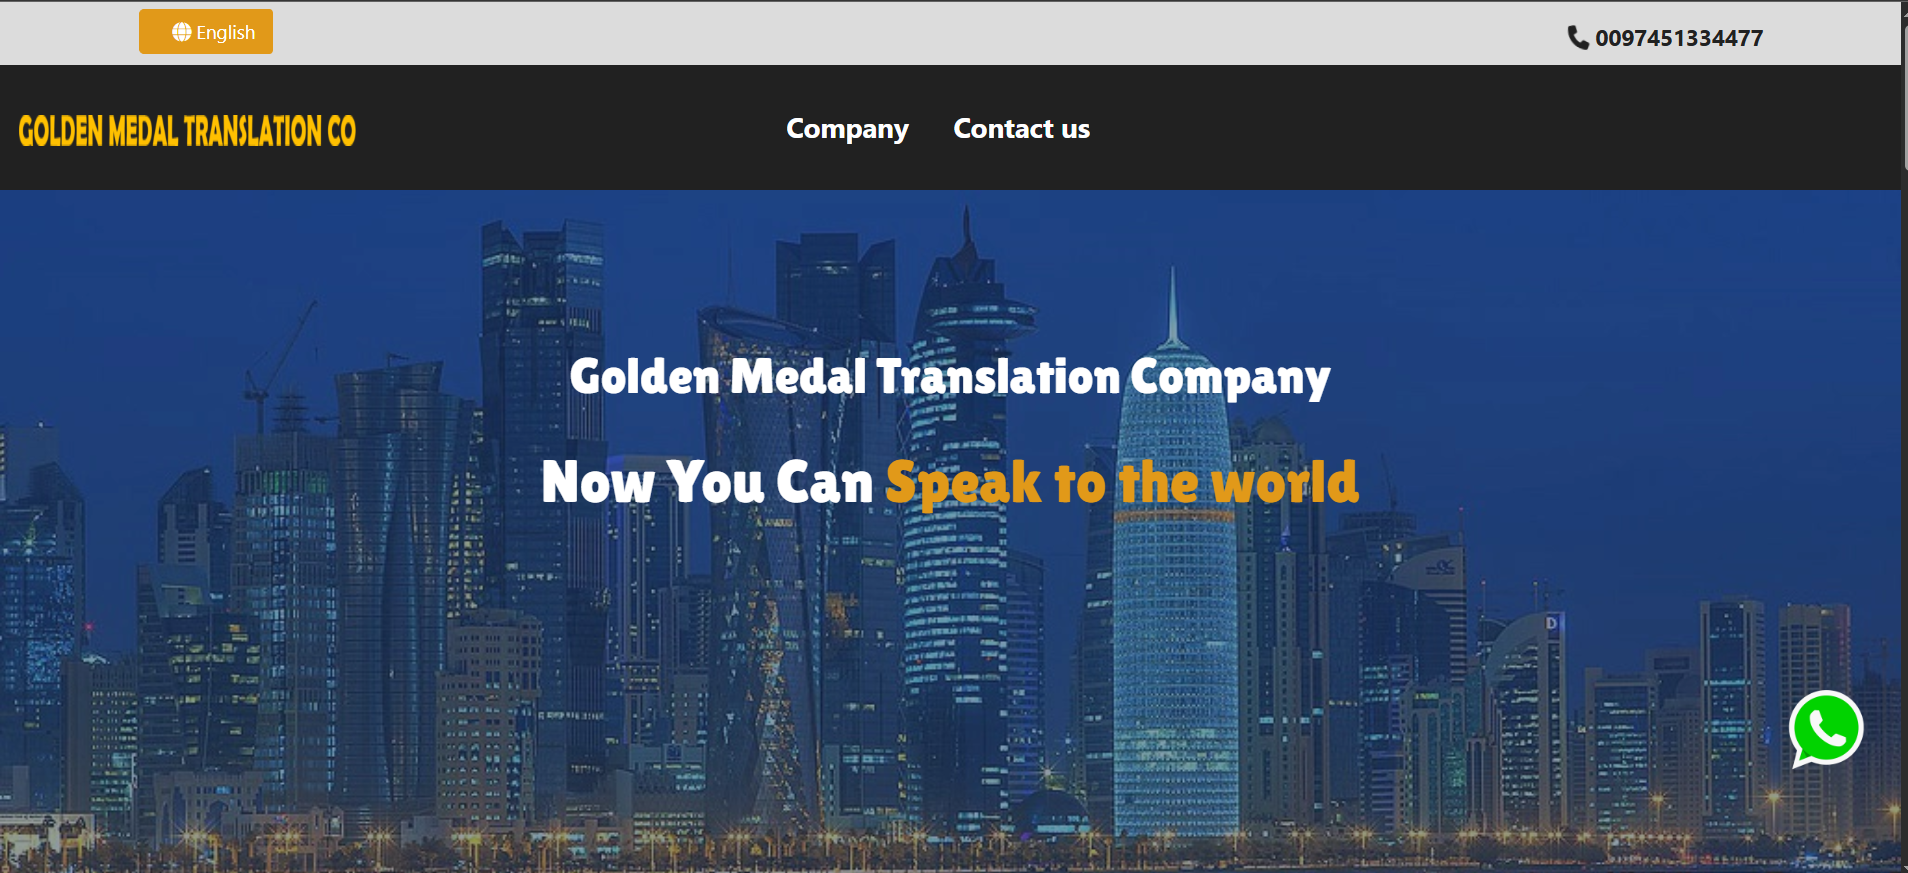 English
0097451334477
GOLDEN MEDAL TRANSLATION CO
Company
Contact us
Golden Medal Translation Company
Now You Can Speak to the world
D